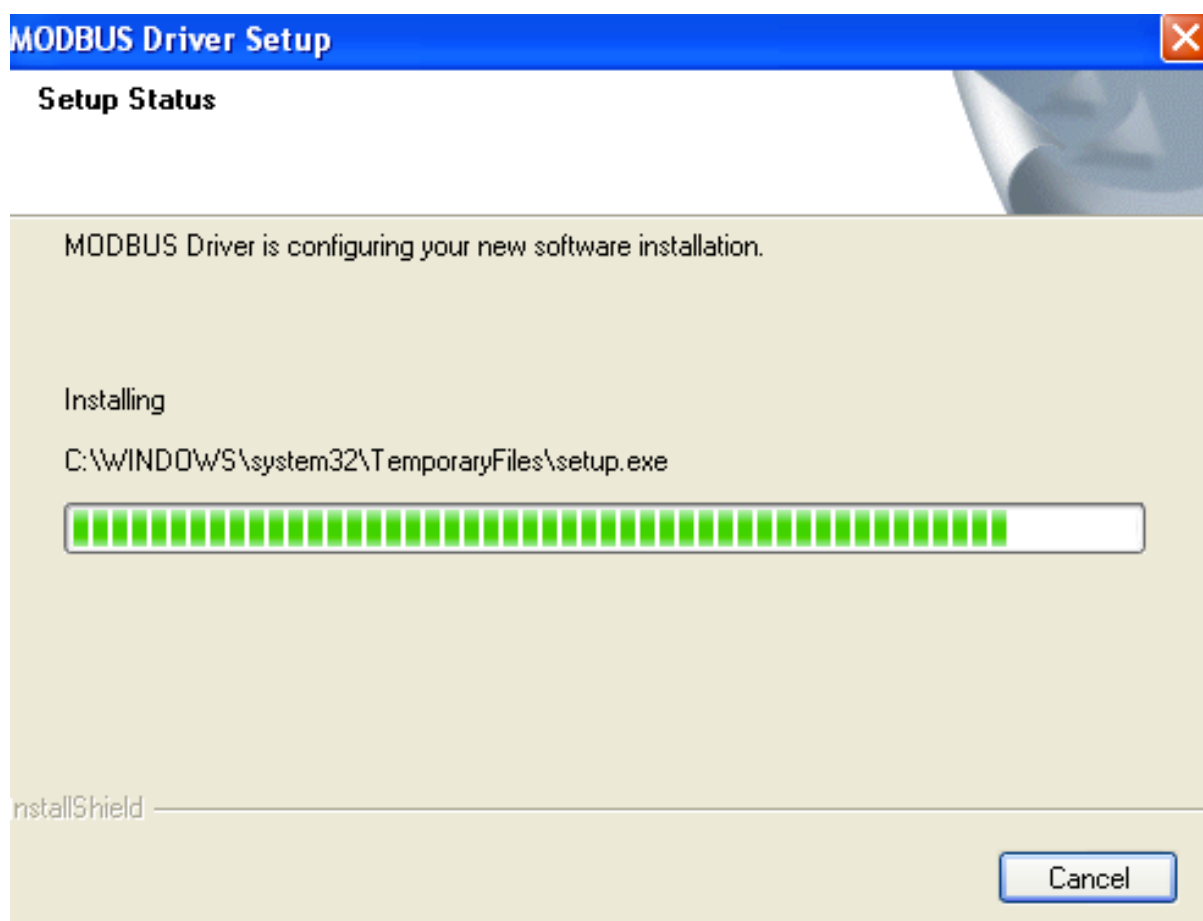 MODBUS Driver Setup
Setup Status
MODBUS Driver is configuring your new software installation.
Installing
C:\WINDOWS\system32\TemporaryFiles\setup.exe
nstallShield
Cancel